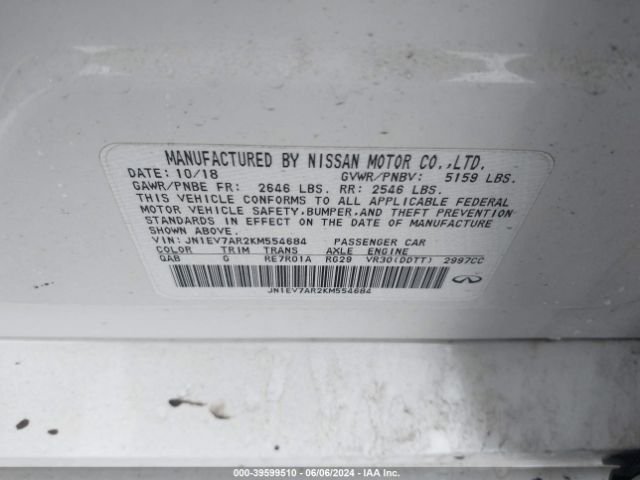 MANUFACTURED BY NISSAN MOTOR CO.,LTD.
DATE: 10/18 GVWR/PNBV: 5159 LBS.
GAWR/PNBE FR: 2646 LBS. RR: 2546 LBS.
THIS VEHICLE CONFORMS TO ALL APPLICABLE FEDERAL
MOTOR VEHICLE SAFETY, BUMPER, AND THEFT PREVENTION
STANDARDS IN EFFECT ON THE DATE OF MANUFACTURE
SHOWN ABOVE.
VIN: JN1EV7AR2KM554684 PASSENGER CAR
COLOR TRIM TRANS AXLE ENGINE
QAB G RE7R01A RG29 VR30(DDTT) 2997CC
JN1EV7AR2KM554684
000-39599510 - 06/06/2024 - IAA Inc.